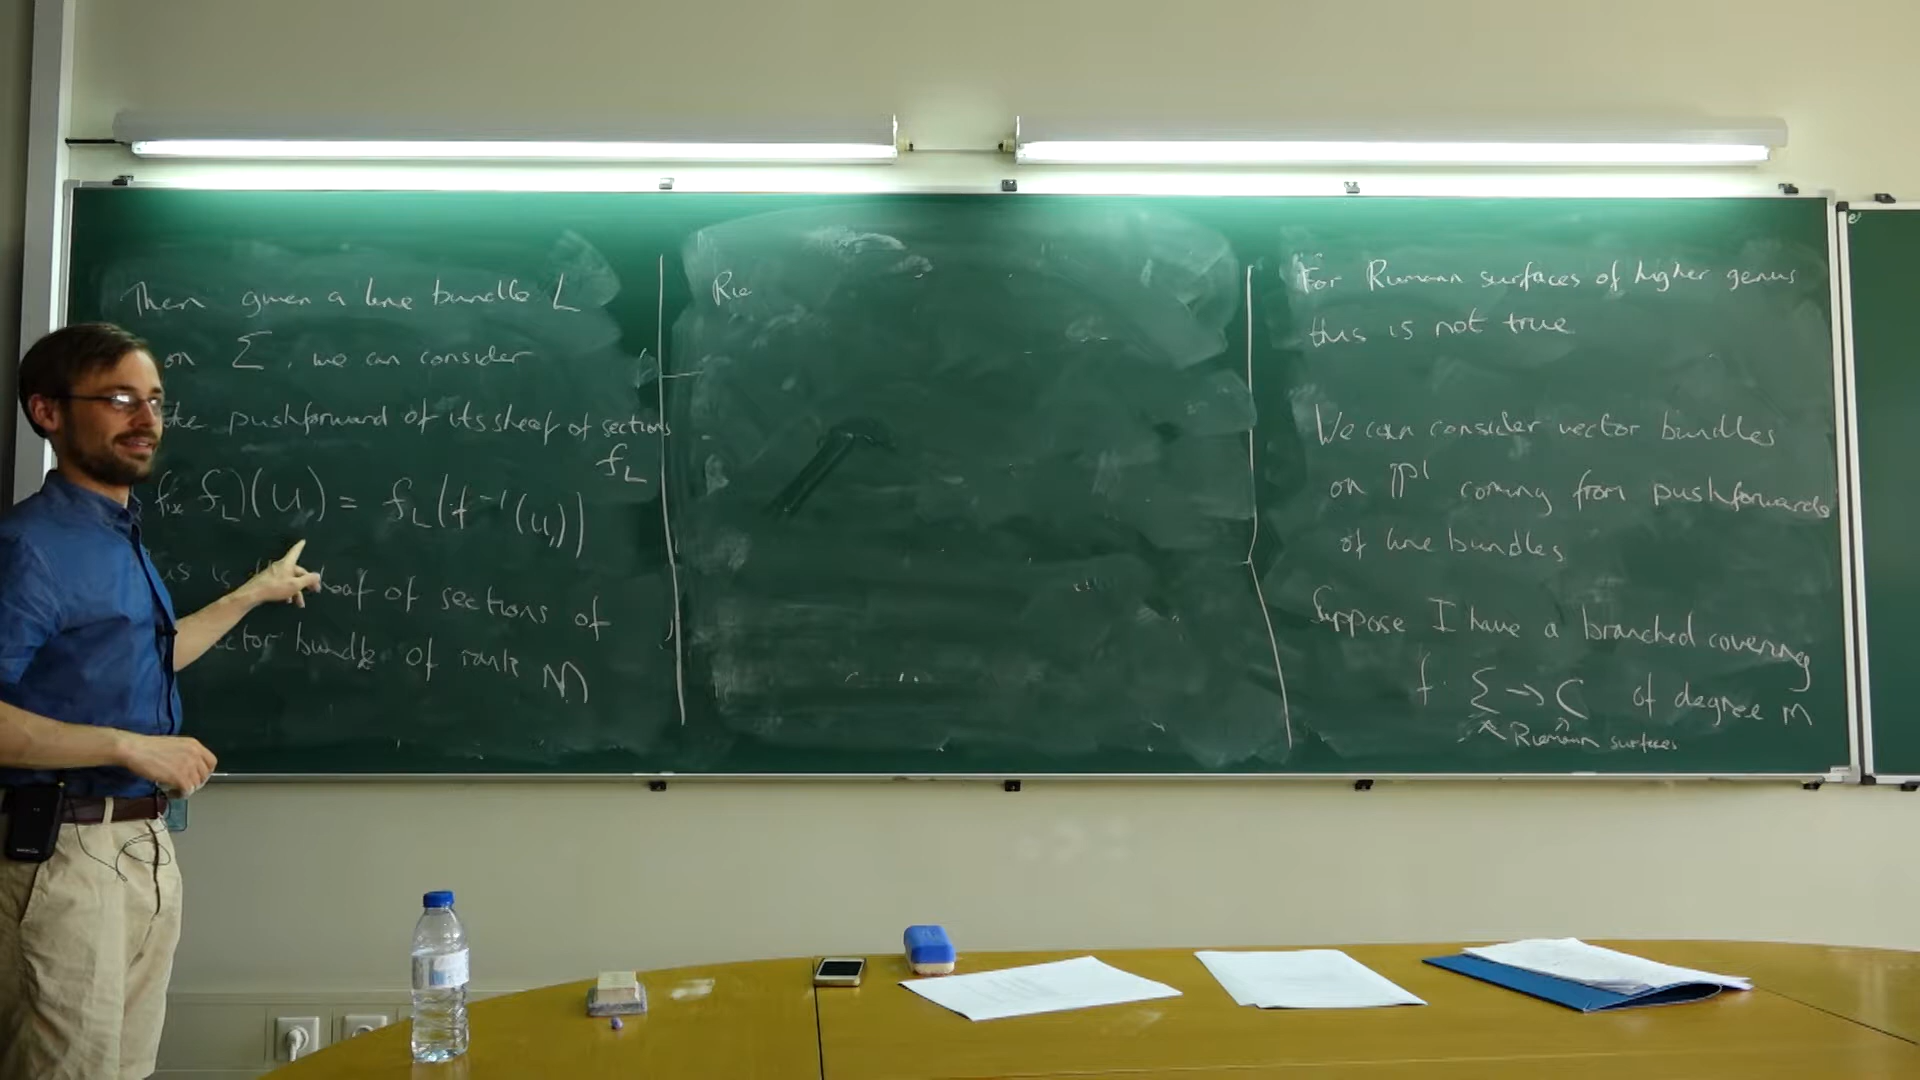 Then given a line bundle L
on Σ, we can consider
the pushforward of its sheaf of sections
f_L
(f_* f_L)(U) = f_L(f^{-1}(U))
is sheaf of sections of
vector bundle of rank m
Rie
For Riemann surfaces of higher genus
this is not true
We can consider vector bundles
on ℙ¹ coming from pushforwards
of line bundles
Suppose I have a branched covering
f: Σ → C of degree m
Riemann surfaces